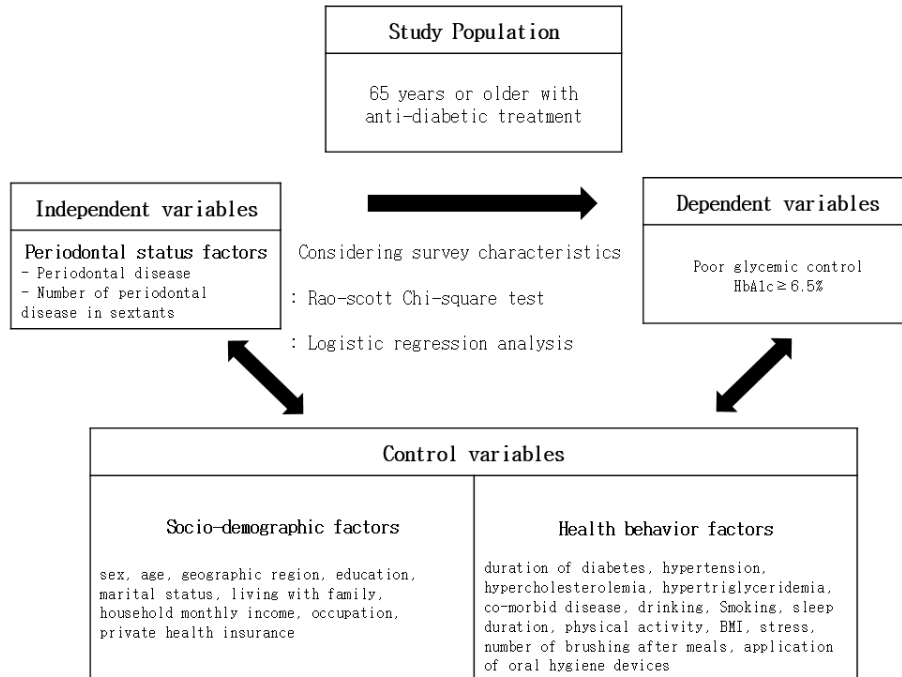 Study Population
65 years or older with
anti-diabetic treatment
Independent variables
Periodontal status factors
- Periodontal disease
- Number of periodontal
disease in sextants
Considering survey characteristics
: Rao-scott Chi-square test
: Logistic regression analysis
Dependent variables
Poor glycemic control
HbA1c≥6.5%
Control variables
Socio-demographic factors
sex, age, geographic region, education,
marital status, living with family,
household monthly income, occupation,
private health insurance
Health behavior factors
duration of diabetes, hypertension,
hypercholesterolemia, hypertriglyceridemia,
co-morbid disease, drinking, Smoking, sleep
duration, physical activity, BMI, stress,
number of brushing after meals, application
of oral hygiene devices